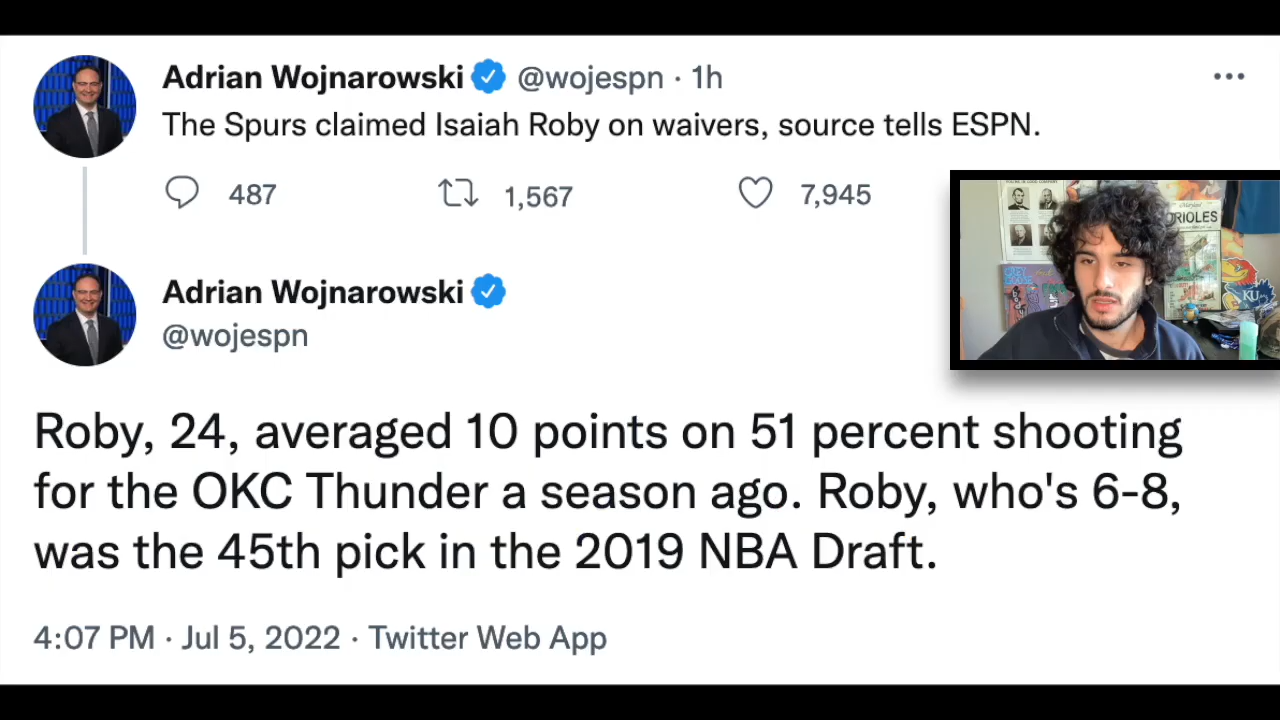 Adrian Wojnarowski @wojespn · 1h
The Spurs claimed Isaiah Roby on waivers, source tells ESPN.
487 1,567 7,945
Adrian Wojnarowski
@wojespn
Roby, 24, averaged 10 points on 51 percent shooting
for the OKC Thunder a season ago. Roby, who's 6-8,
was the 45th pick in the 2019 NBA Draft.
4:07 PM · Jul 5, 2022 · Twitter Web App
Maryland
ORIOLES
KU